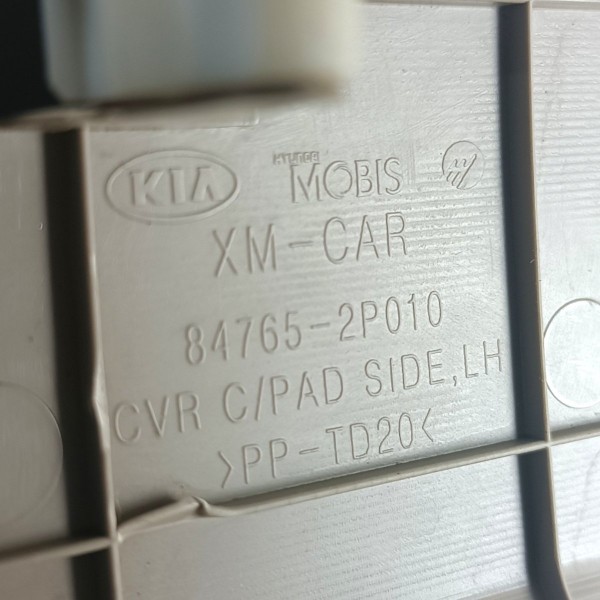 KIA HYUNDAI MOBIS
XM-CAR
84765-2P010
CVR C/PAD SIDE,LH
>PP-TD20<